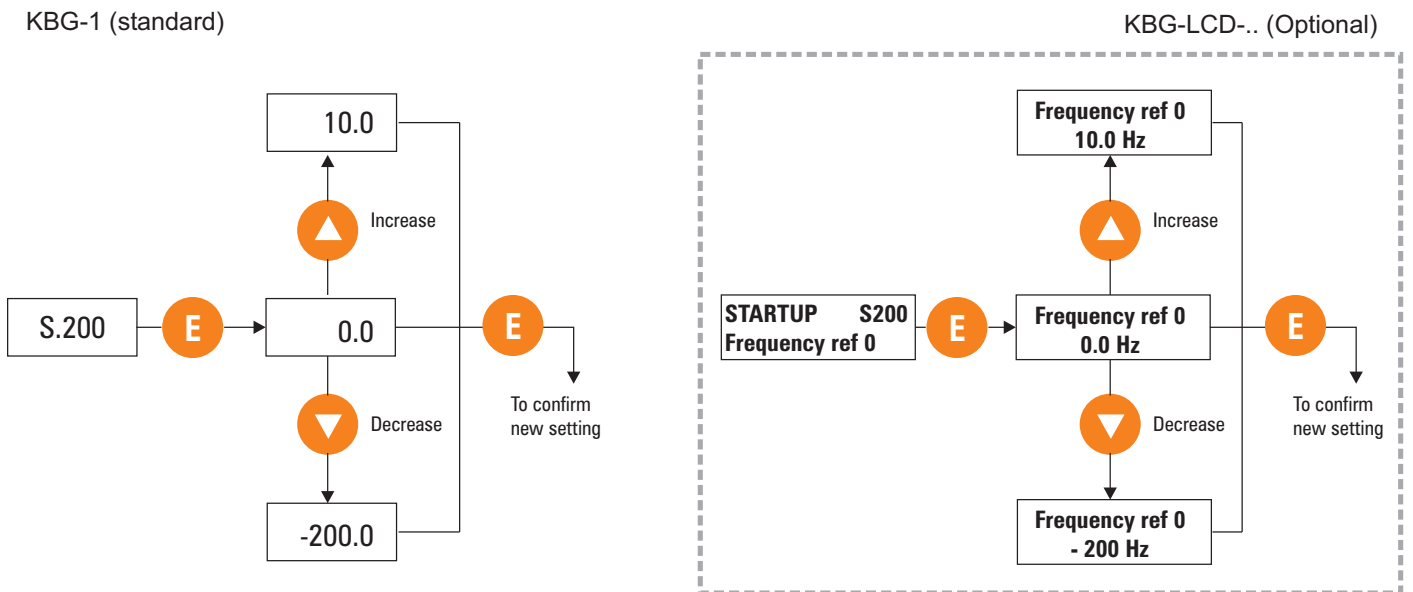 KBG-1 (standard)
10.0
Increase
S.200
E
0.0
E
Decrease
To confirm
new setting
-200.0
KBG-LCD-.. (Optional)
Frequency ref 0
10.0 Hz
Increase
STARTUP S200
Frequency ref 0
E
Frequency ref 0
0.0 Hz
E
Decrease
To confirm
new setting
Frequency ref 0
- 200 Hz